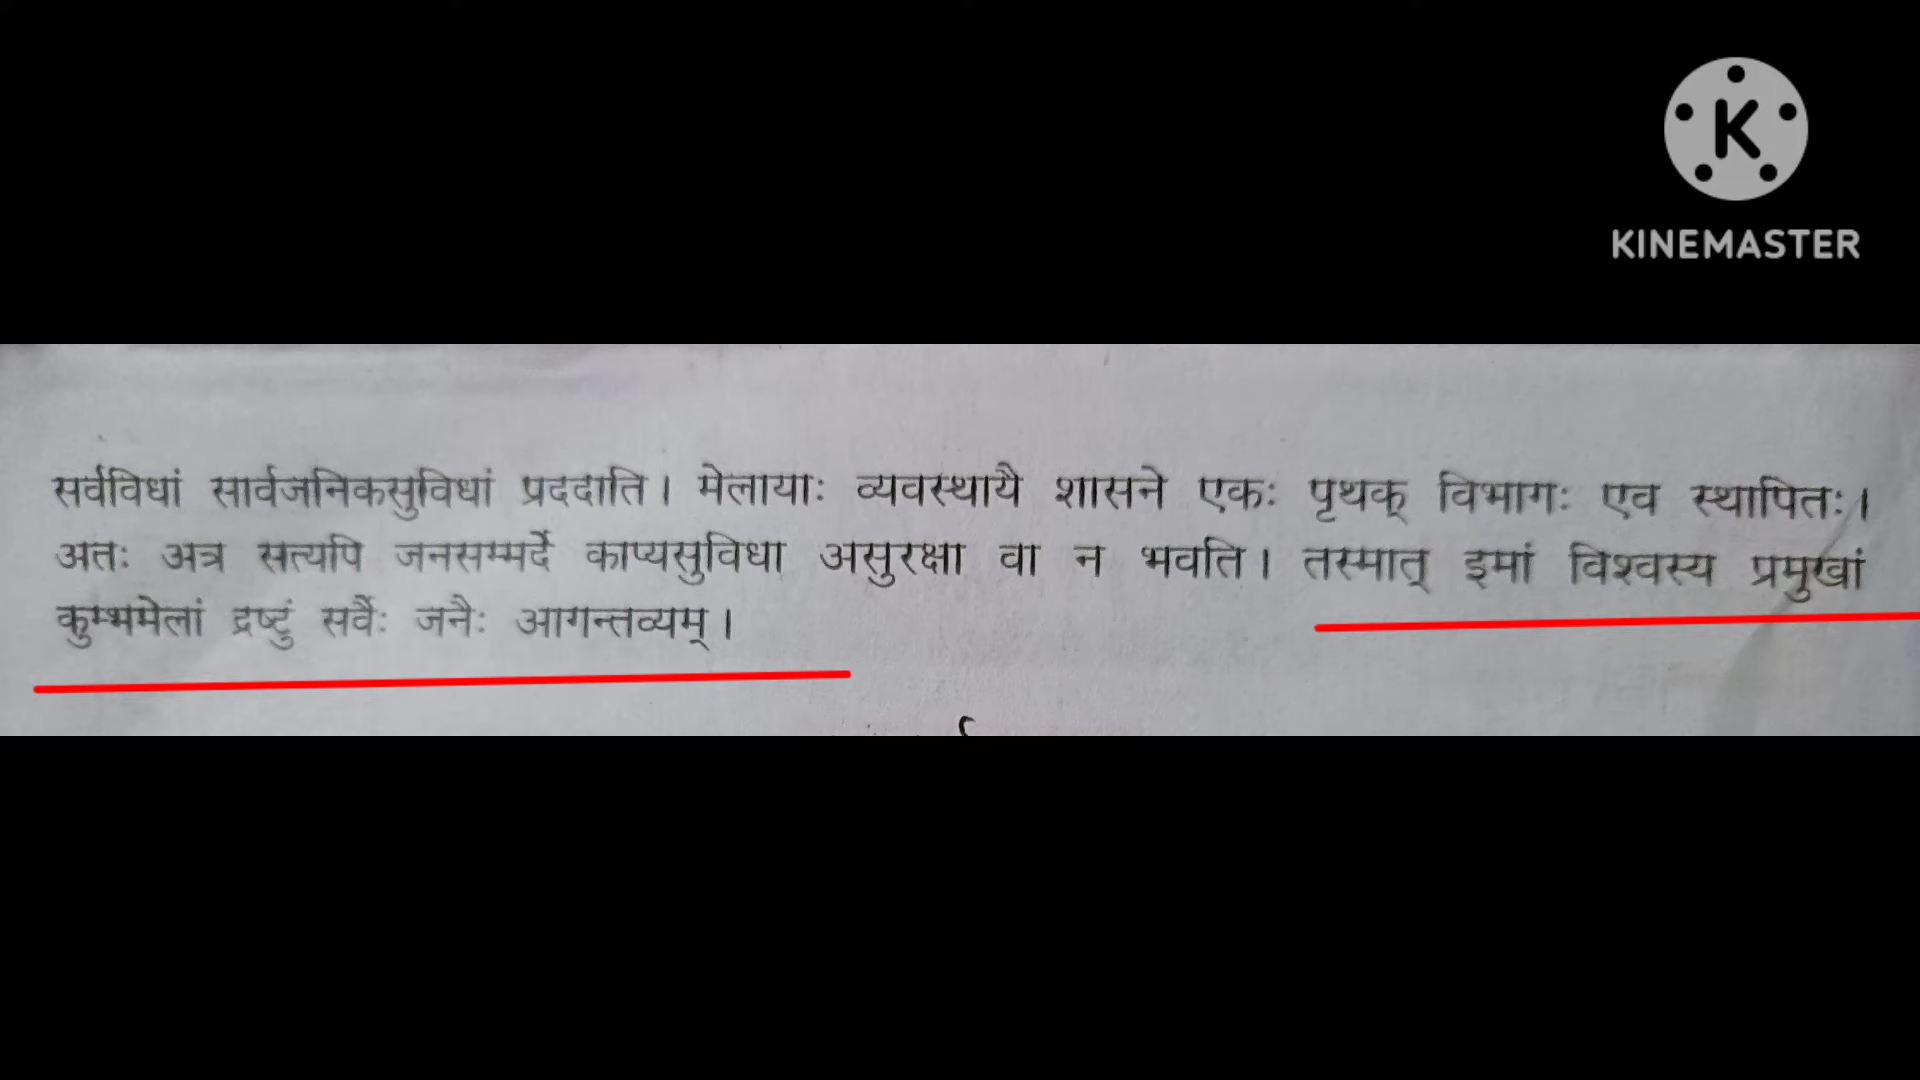 KINEMASTER
सर्वविधां सार्वजनिकसुविधां प्रददाति। मेलायाः व्यवस्थायै शासने एकः पृथक् विभागः एव स्थापितः।
अतः अत्र सत्यपि जनसम्मर्दे काप्यसुविधा असुरक्षा वा न भवति। तस्मात् इमां विश्वस्य प्रमुखां
कुम्भमेलां द्रष्टुं सर्वैः जनैः आगन्तव्यम्।